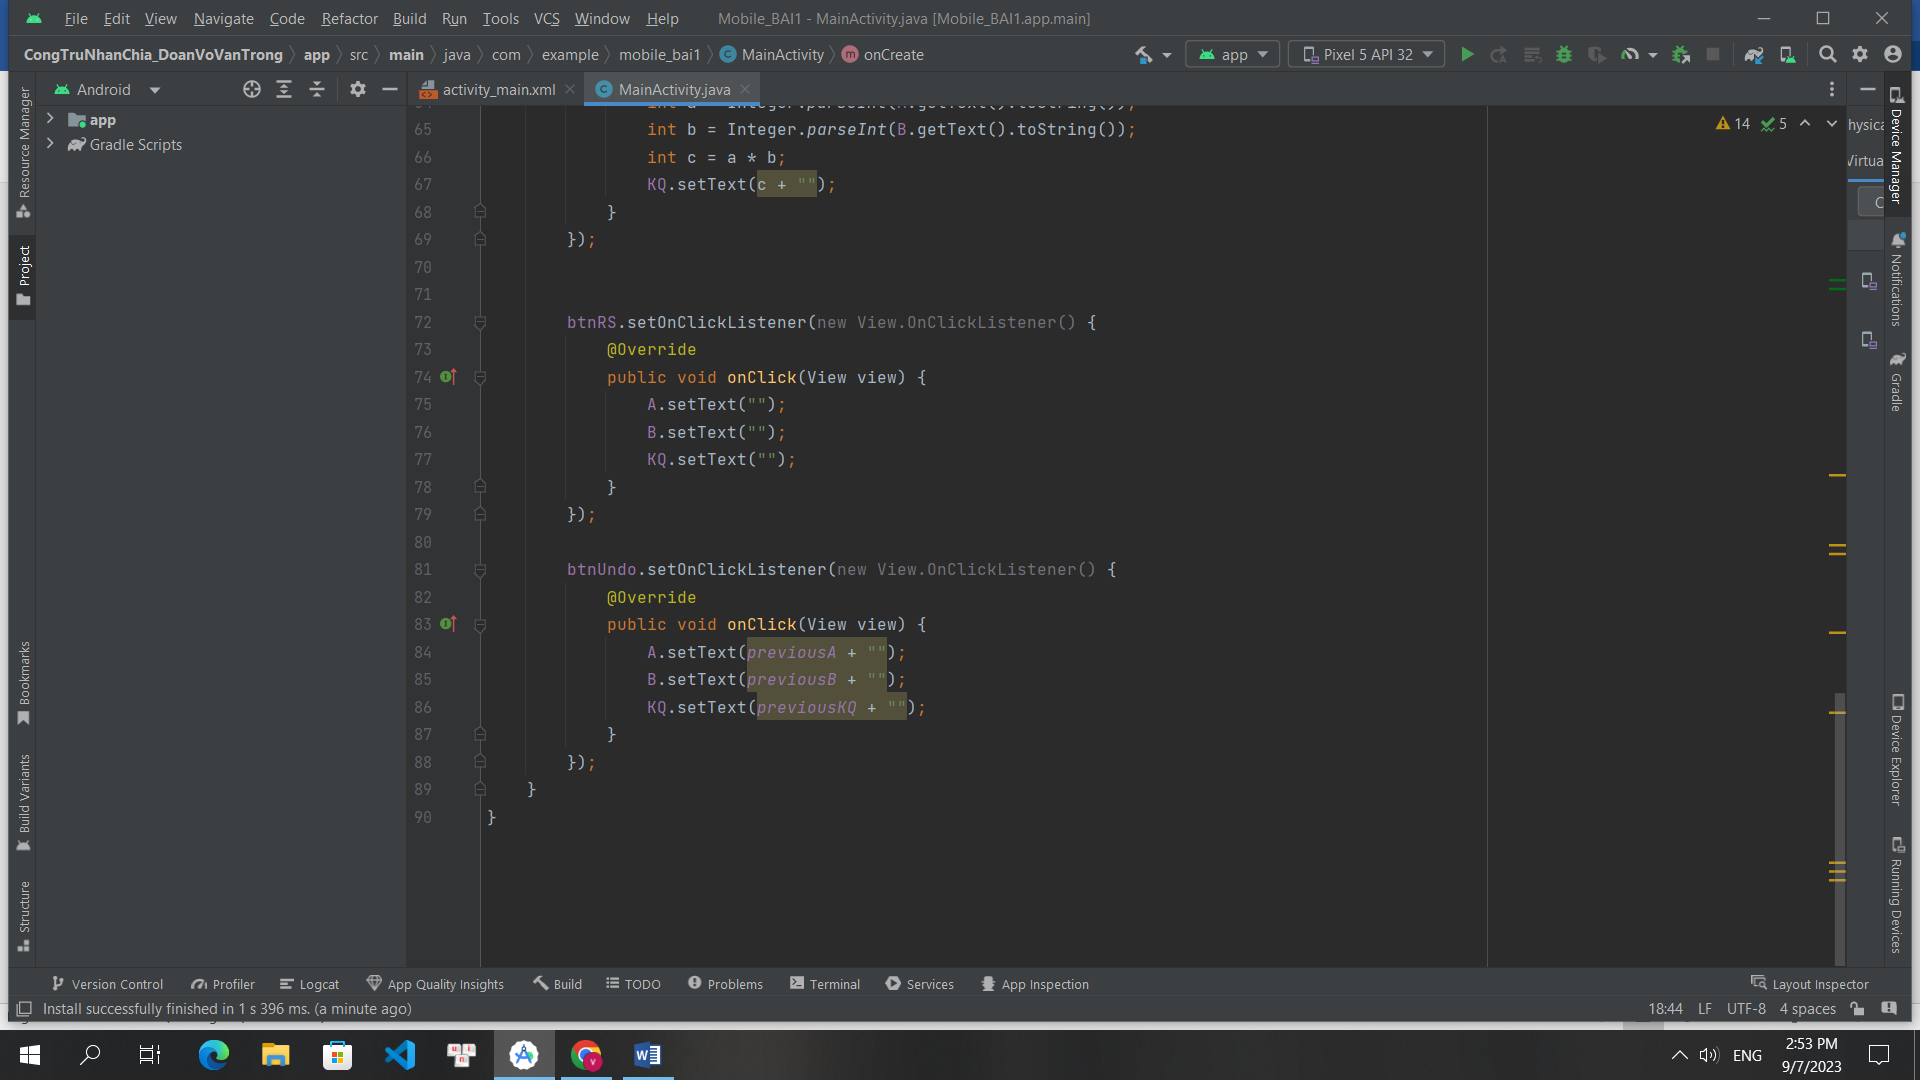 File Edit View Navigate Code Refactor Build Run Tools VCS Window Help Mobile_BAI1 - MainActivity.java [Mobile_BAI1.app.main]
CongTruNhanChia_DoanVoVanTrong app src main java com example mobile_bai1 MainActivity onCreate app Pixel 5 API 32
Android activity_main.xml MainActivity.java
app
Gradle Scripts
Resource Manager
Project
Bookmarks
Build Variants
Structure
65 int b = Integer.parseInt(B.getText().toString());
66 int c = a * b;
67 KQ.setText(c + "");
68 }
69 });
70
71
72 btnRS.setOnClickListener(new View.OnClickListener() {
73 @Override
74 public void onClick(View view) {
75 A.setText("");
76 B.setText("");
77 KQ.setText("");
78 }
79 });
80
81 btnUndo.setOnClickListener(new View.OnClickListener() {
82 @Override
83 public void onClick(View view) {
84 A.setText(previousA + "");
85 B.setText(previousB + "");
86 KQ.setText(previousKQ + "");
87 }
88 });
89 }
90 }
14 5
Device Manager
Notifications
Gradle
Device Explorer
Running Devices
Version Control Profiler Logcat App Quality Insights Build TODO Problems Terminal Services App Inspection Layout Inspector
Install successfully finished in 1 s 396 ms. (a minute ago) 18:44 LF UTF-8 4 spaces
ENG 2:53 PM
9/7/2023